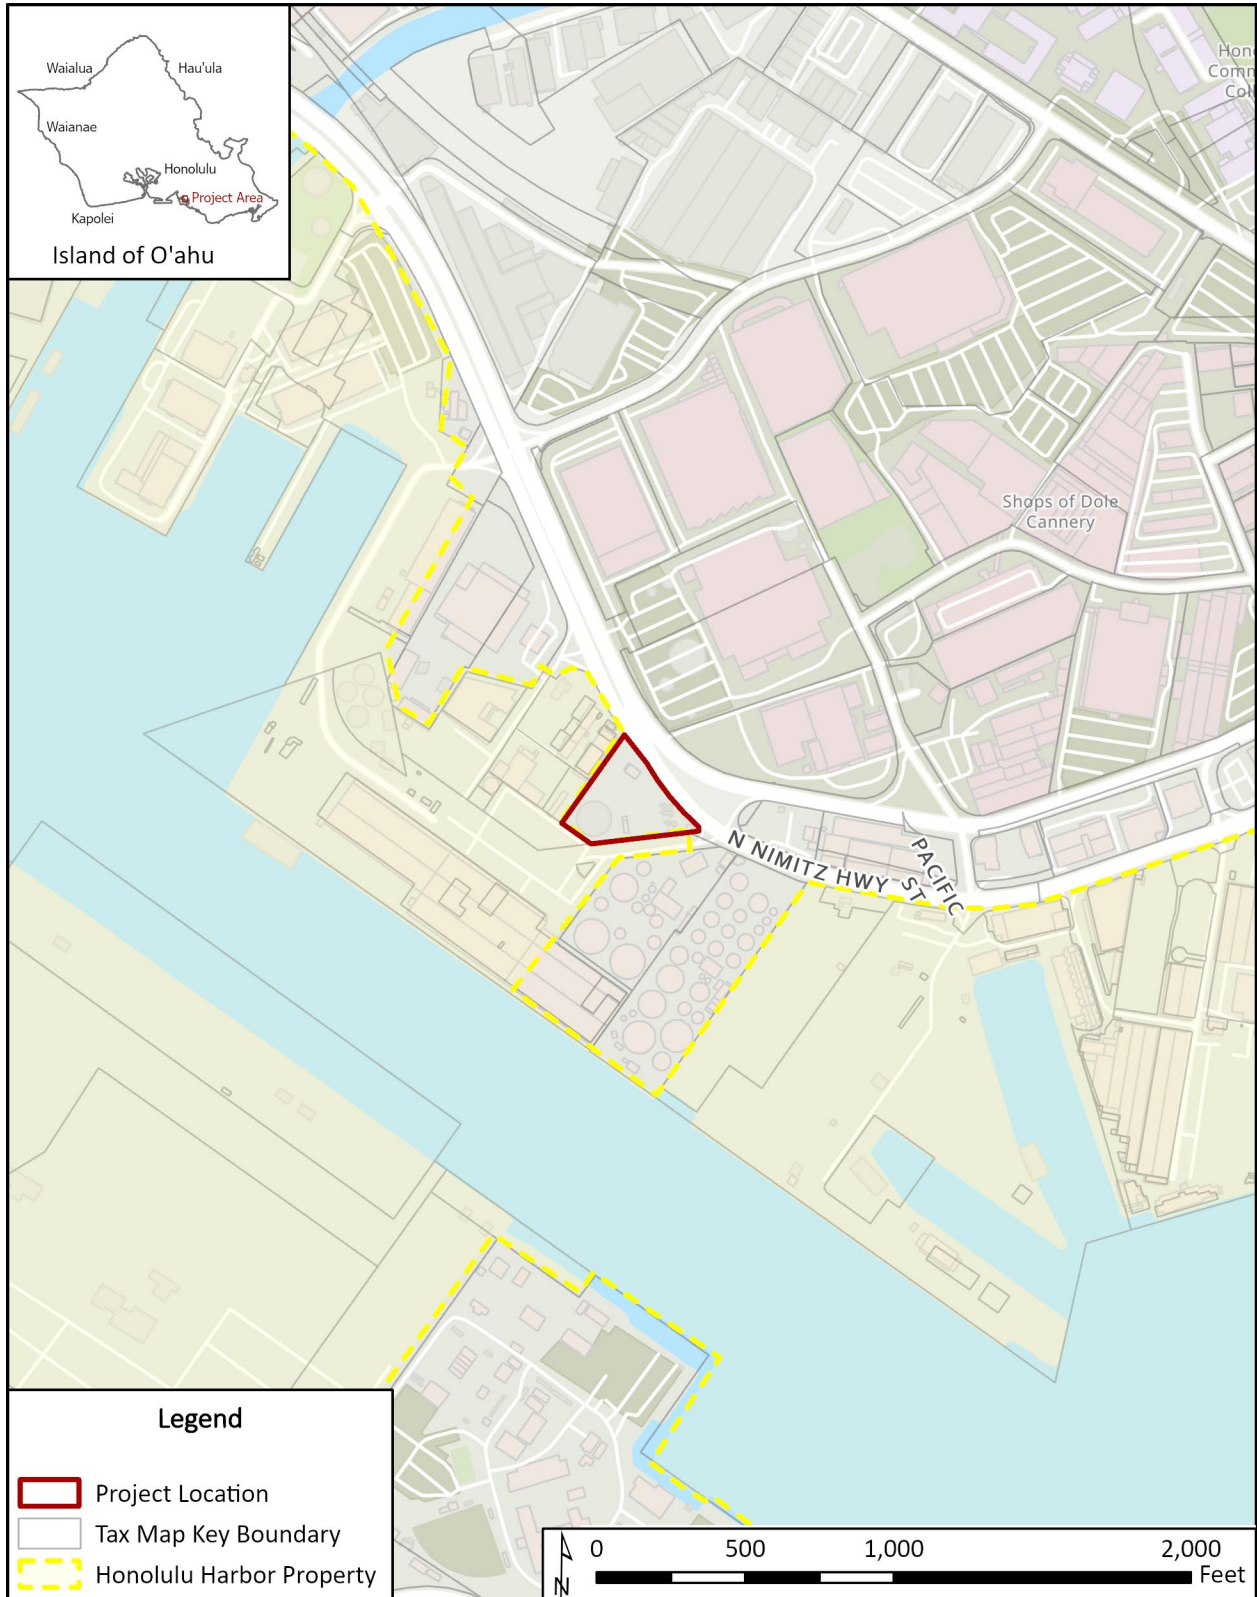 Waialua
Hau'ula
Waianae
Honolulu
Project Area
Kapolei
Island of O'ahu
Comm
Shops of Dole
Cannery
N NIMITZ HWY
PACIFIC
ST
Legend
Project Location
Tax Map Key Boundary
Honolulu Harbor Property
N
0 500 1,000 2,000
Feet